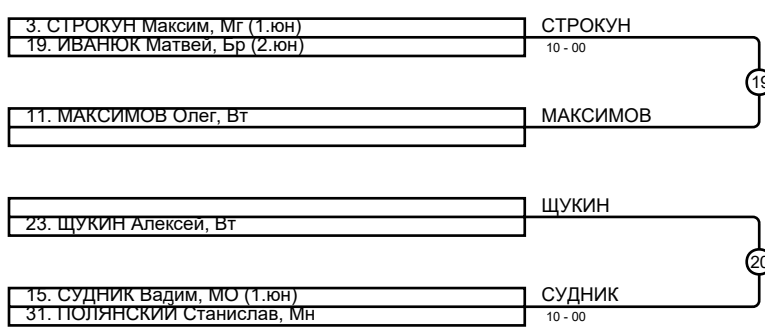 3. СТРОКУН Максим, Мг (1.юн)
СТРОКУН
19. ИВАНЮК Матвей, Бр (2.юн)
10 - 00
19
11. МАКСИМОВ Олег, Вт
МАКСИМОВ
ЩУКИН
23. ЩУКИН Алексей, Вт
20
15. СУДНИК Вадим, МО (1.юн)
СУДНИК
31. ПОЛЯНСКИЙ Станислав, Мн
10 - 00